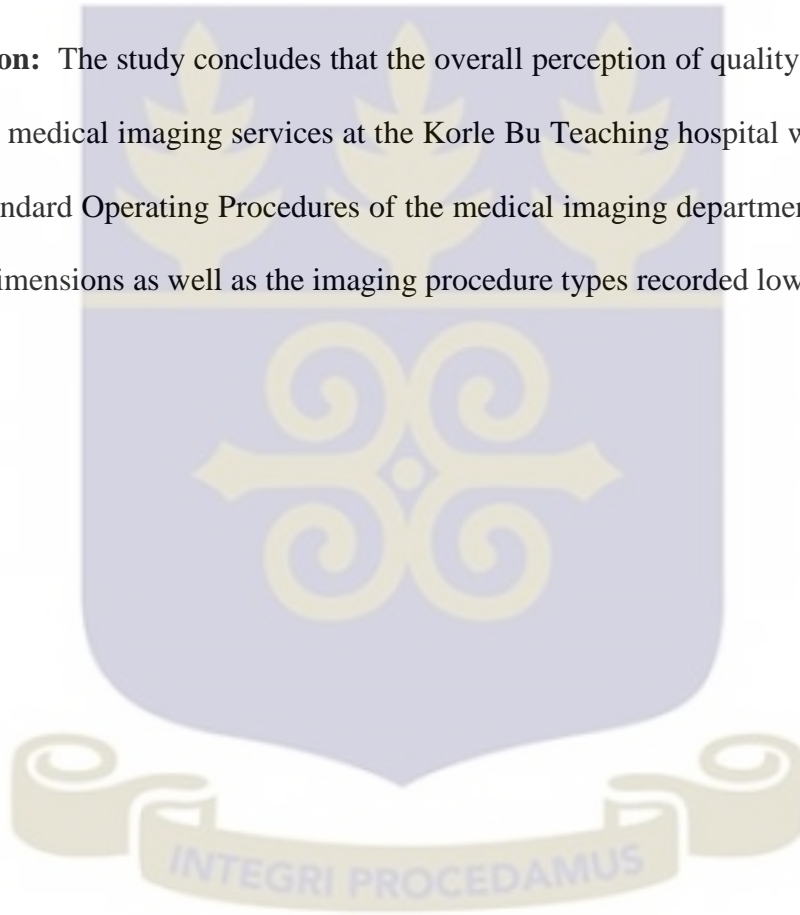 on: The study concludes that the overall perception of quality
medical imaging services at the Korle Bu Teaching hospital w
ndard Operating Procedures of the medical imaging departmen
imensions as well as the imaging procedure types recorded low
INTEGRI PROCEDAMUS